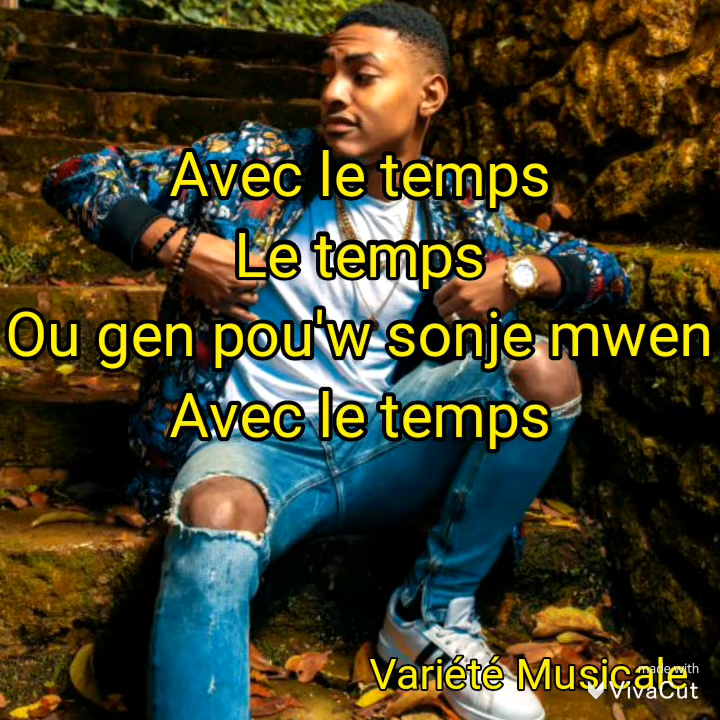 Avec le temps
Le temps
Ou gen pou'w sonje mwen
Avec le temps
Variété Musicale
made with
VivaCut